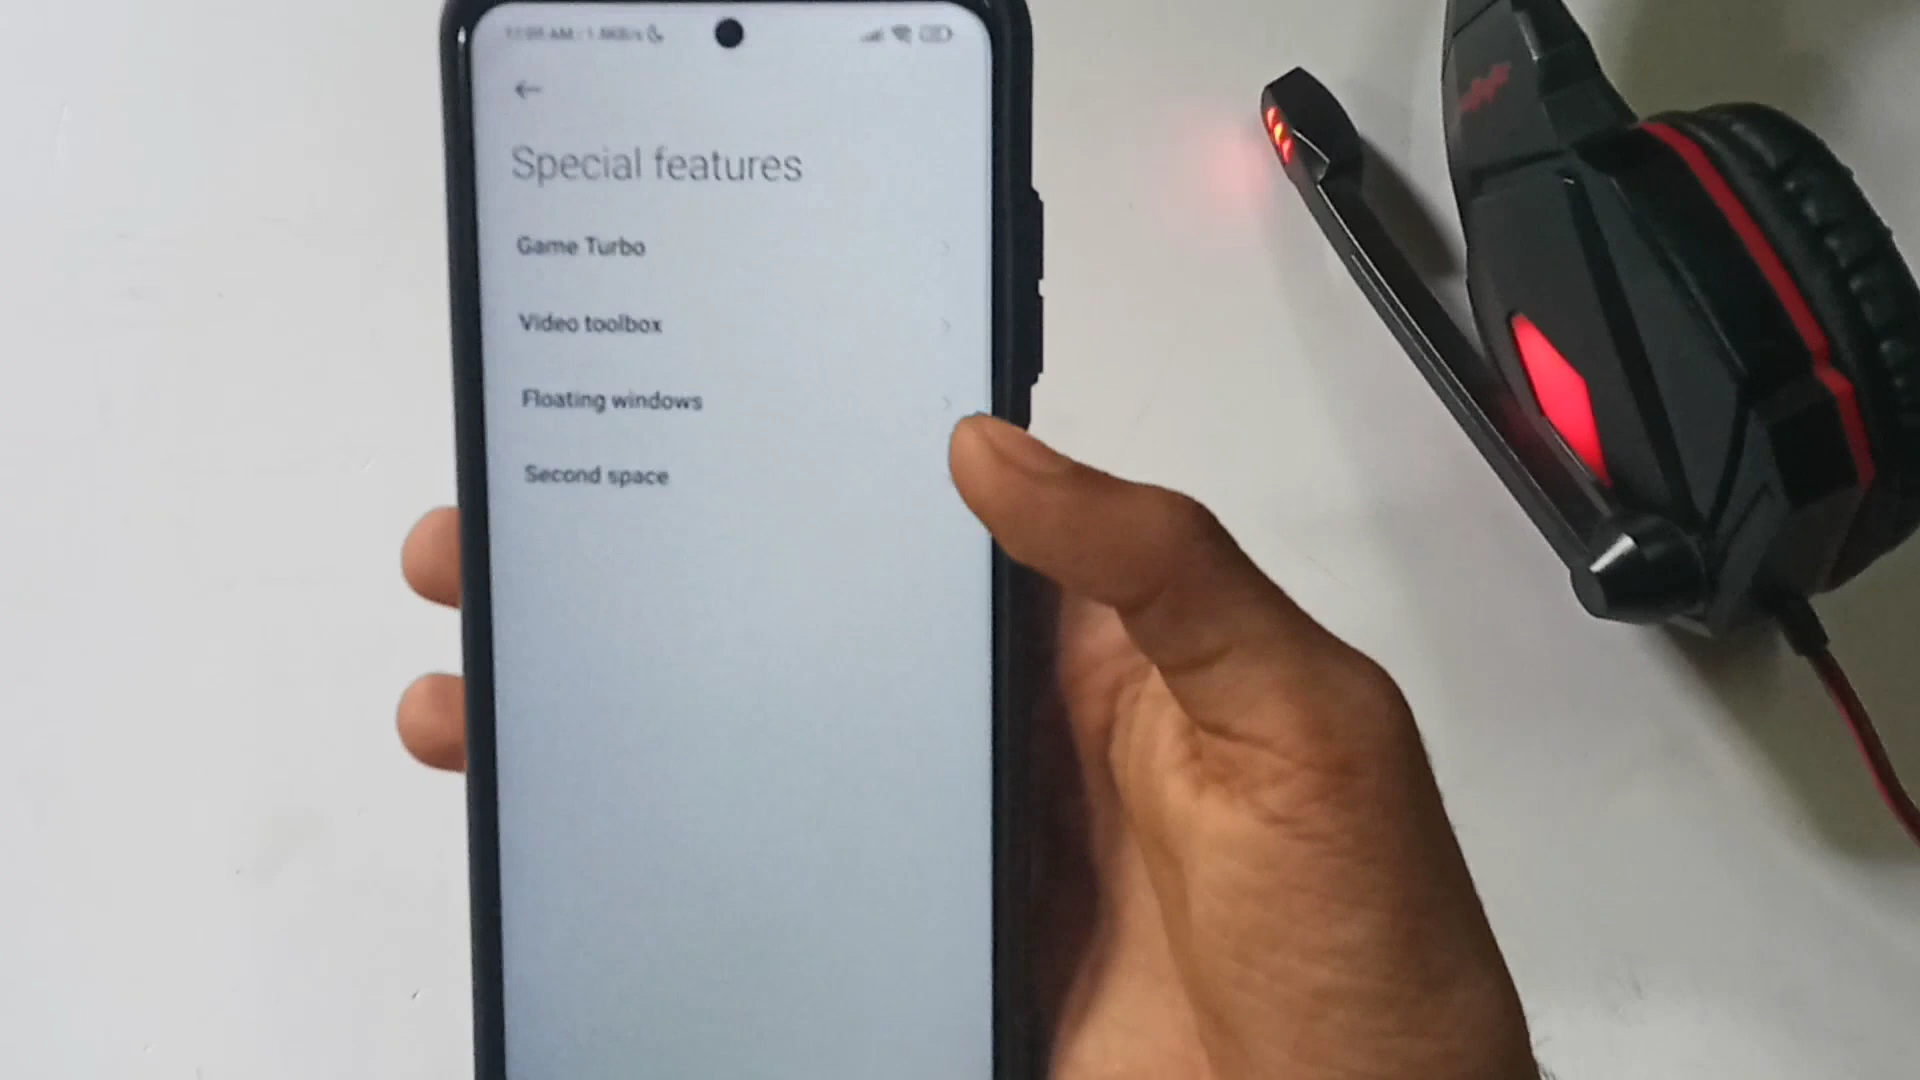 Special features
Game Turbo
Video toolbox
Floating windows
Second space